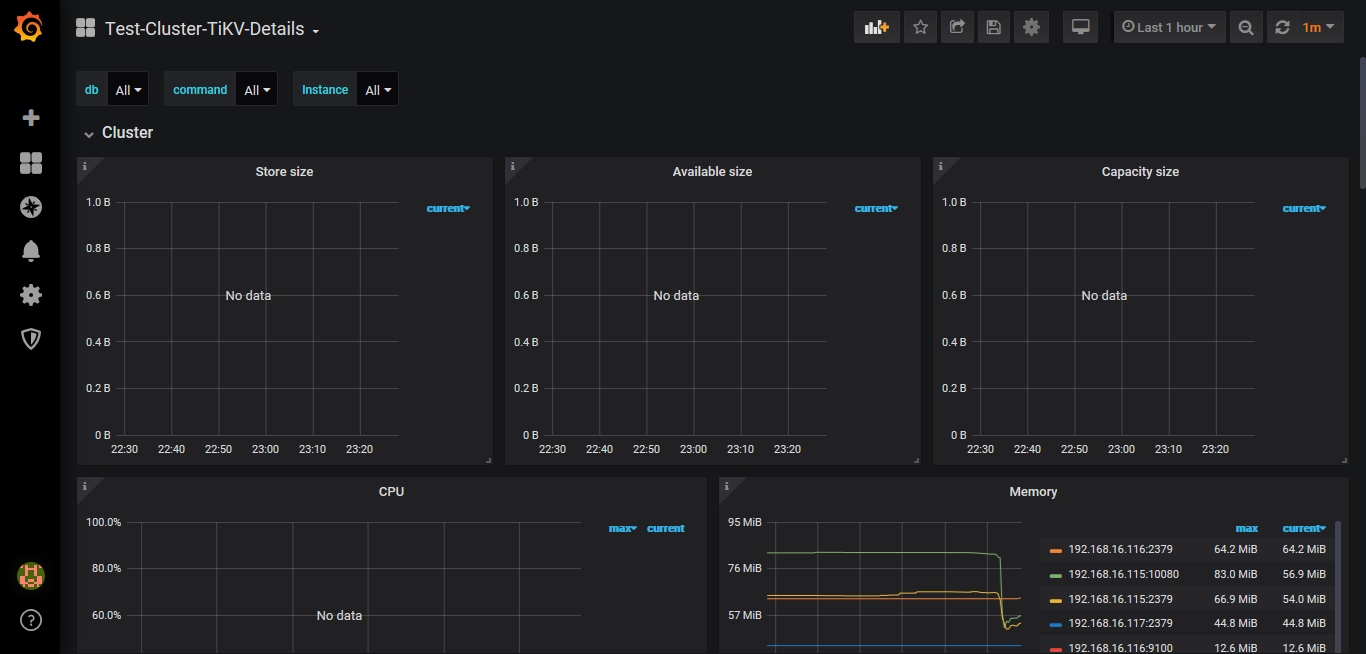 Test-Cluster-TiKV-Details
Last 1 hour
1m
db All command All Instance All
Cluster
Store size
1.0 B
0.8 B
0.6 B
0.4 B
0.2 B
0 B
22:30 22:40 22:50 23:00 23:10 23:20
No data
current
Available size
1.0 B
0.8 B
0.6 B
0.4 B
0.2 B
0 B
22:30 22:40 22:50 23:00 23:10 23:20
No data
current
Capacity size
1.0 B
0.8 B
0.6 B
0.4 B
0.2 B
0 B
22:30 22:40 22:50 23:00 23:10 23:20
No data
current
CPU
100.0%
80.0%
60.0%
No data
max current
Memory
95 MiB
76 MiB
57 MiB
max current
192.168.16.116:2379 64.2 MiB 64.2 MiB
192.168.16.115:10080 83.0 MiB 56.9 MiB
192.168.16.115:2379 66.9 MiB 54.0 MiB
192.168.16.117:2379 44.8 MiB 44.8 MiB
192.168.16.116:9100 12.6 MiB 12.6 MiB